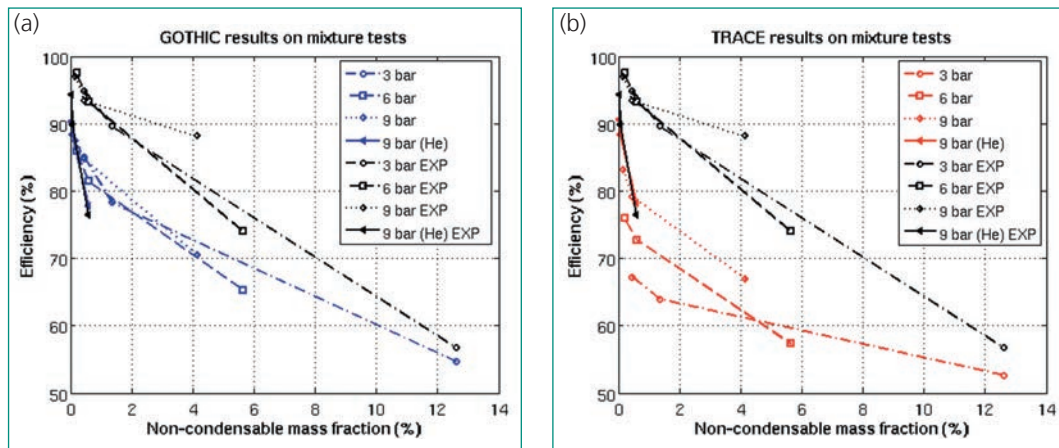 (a)
GOTHIC results on mixture tests
100
90
80
70
60
50
Efficiency (%)
0 2 4 6 8 10 12 14
Non-condensable mass fraction (%)
3 bar
6 bar
9 bar
9 bar (He)
3 bar EXP
6 bar EXP
9 bar EXP
9 bar (He) EXP
(b)
TRACE results on mixture tests
100
90
80
70
60
50
Efficiency (%)
0 2 4 6 8 10 12 14
Non-condensable mass fraction (%)
3 bar
6 bar
9 bar
9 bar (He)
3 bar EXP
6 bar EXP
9 bar EXP
9 bar (He) EXP